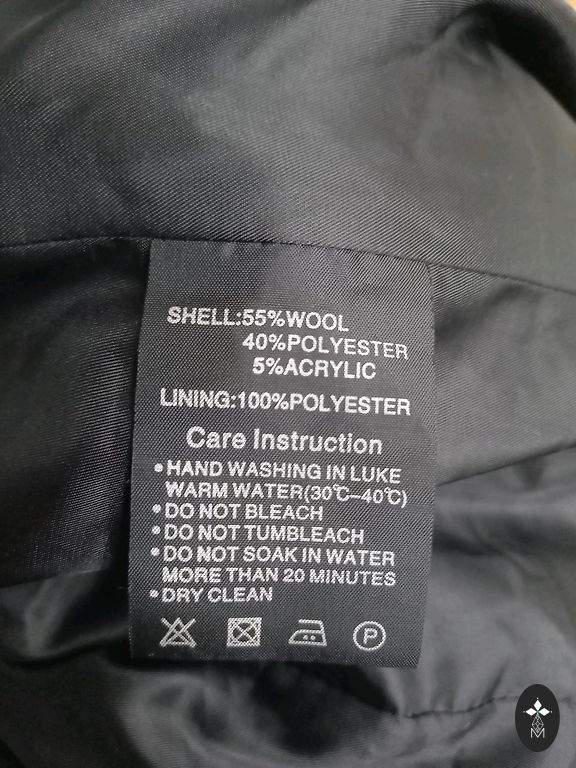 SHELL:55%WOOL
40%POLYESTER
5%ACRYLIC
LINING:100%POLYESTER
Care Instruction
•HAND WASHING IN LUKE
WARM WATER(30℃-40℃)
•DO NOT BLEACH
•DO NOT TUMBLEACH
•DO NOT SOAK IN WATER
MORE THAN 20 MINUTES
•DRY CLEAN
P